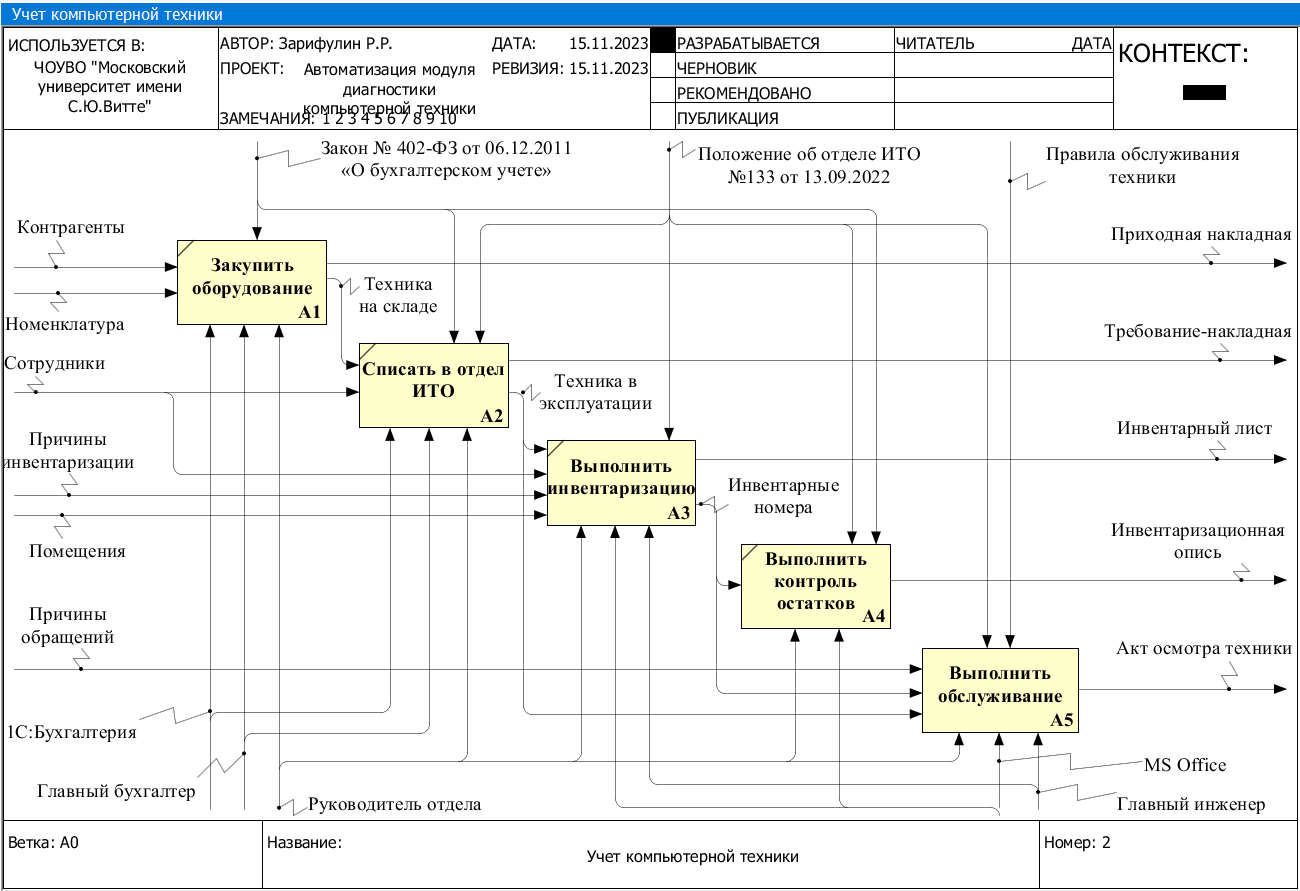 Учет компьютерной техники
ИСПОЛЬЗУЕТСЯ В:
ЧОУВО "Московский
университет имени
С.Ю.Витте"
АВТОР: Зарифулин Р.Р.
ДАТА: 15.11.2023
ПРОЕКТ: Автоматизация модуля
диагностики
компьютерной техники
РЕВИЗИЯ: 15.11.2023
ЗАМЕЧАНИЯ: 1 2 3 4 5 6 7 8 9 10
РАЗРАБАТЫВАЕТСЯ
ЧЕРНОВИК
РЕКОМЕНДОВАНО
ПУБЛИКАЦИЯ
ЧИТАТЕЛЬ ДАТА
КОНТЕКСТ:
Закон № 402-ФЗ от 06.12.2011
«О бухгалтерском учете»
Положение об отделе ИТО
№133 от 13.09.2022
Правила обслуживания
техники
Контрагенты
Номенклатура
Сотрудники
Причины
инвентаризации
Помещения
Причины
обращений
1С:Бухгалтерия
Главный бухгалтер
Руководитель отдела
Закупить
оборудование
A1
Техника
на складе
Списать в отдел
ИТО
A2
Техника в
эксплуатации
Выполнить
инвентаризацию
A3
Инвентарные
номера
Выполнить
контроль
остатков
A4
Выполнить
обслуживание
A5
Приходная накладная
Требование-накладная
Инвентарный лист
Инвентаризационная
опись
Акт осмотра техники
MS Office
Главный инженер
Ветка: A0
Название:
Учет компьютерной техники
Номер: 2